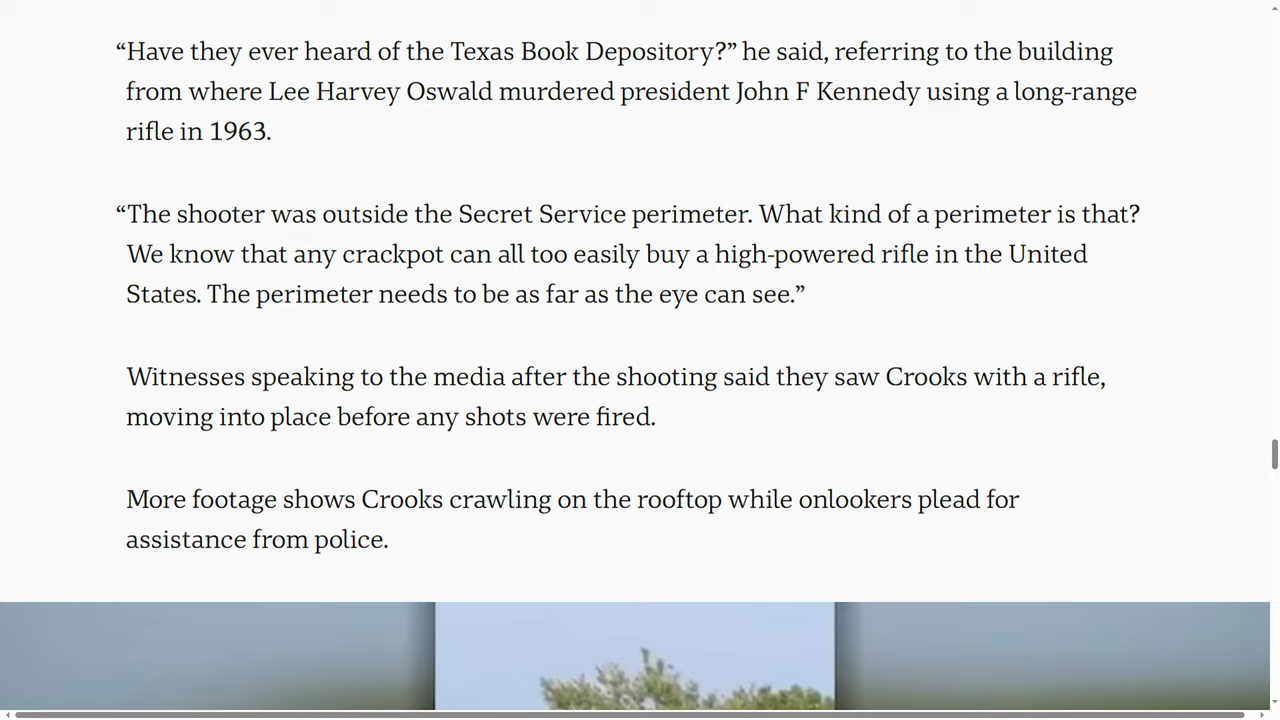 “Have they ever heard of the Texas Book Depository?” he said, referring to the building
from where Lee Harvey Oswald murdered president John F Kennedy using a long-range
rifle in 1963.
“The shooter was outside the Secret Service perimeter. What kind of a perimeter is that?
We know that any crackpot can all too easily buy a high-powered rifle in the United
States. The perimeter needs to be as far as the eye can see.”
Witnesses speaking to the media after the shooting said they saw Crooks with a rifle,
moving into place before any shots were fired.
More footage shows Crooks crawling on the rooftop while onlookers plead for
assistance from police.